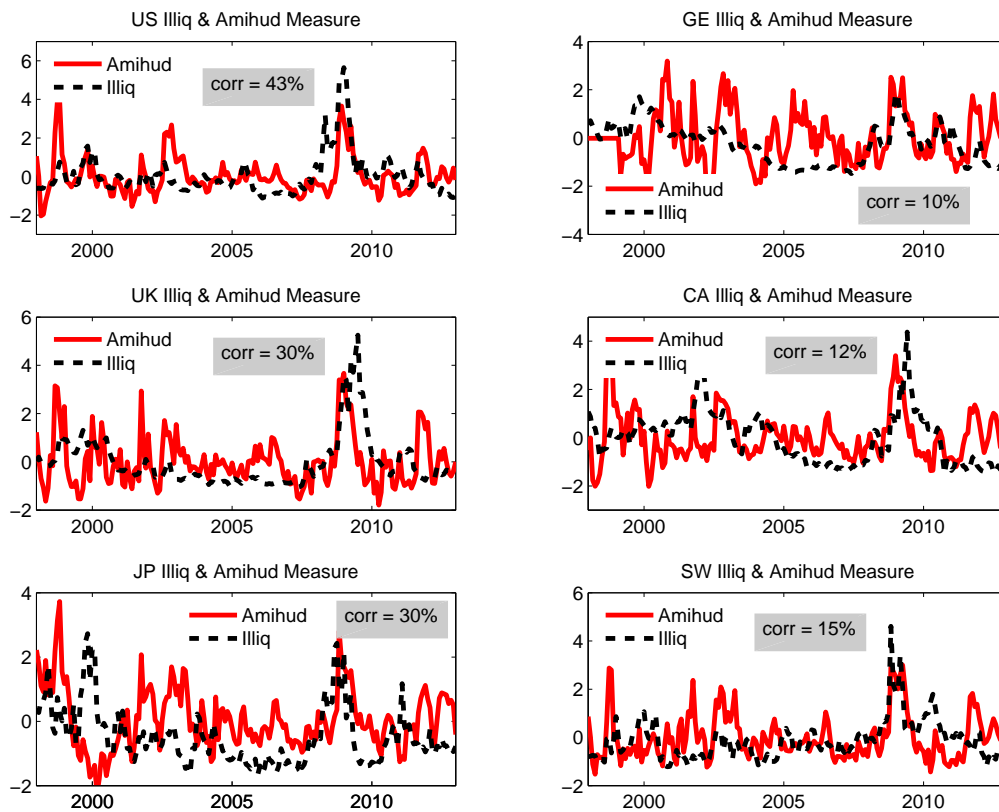 US Illiq & Amihud Measure
6
4
2
0
−2
Amihud
Illiq
corr = 43%
2000
2005
2010
GE Illiq & Amihud Measure
4
2
0
−2
−4
Amihud
Illiq
corr = 10%
2000
2005
2010
UK Illiq & Amihud Measure
6
4
2
0
−2
Amihud
Illiq
corr = 30%
2000
2005
2010
CA Illiq & Amihud Measure
4
2
0
−2
Amihud
Illiq
corr = 12%
2000
2005
2010
JP Illiq & Amihud Measure
4
2
0
−2
Amihud
Illiq
corr = 30%
2000
2005
2010
SW Illiq & Amihud Measure
6
4
2
0
−2
Amihud
Illiq
corr = 15%
2000
2005
2010